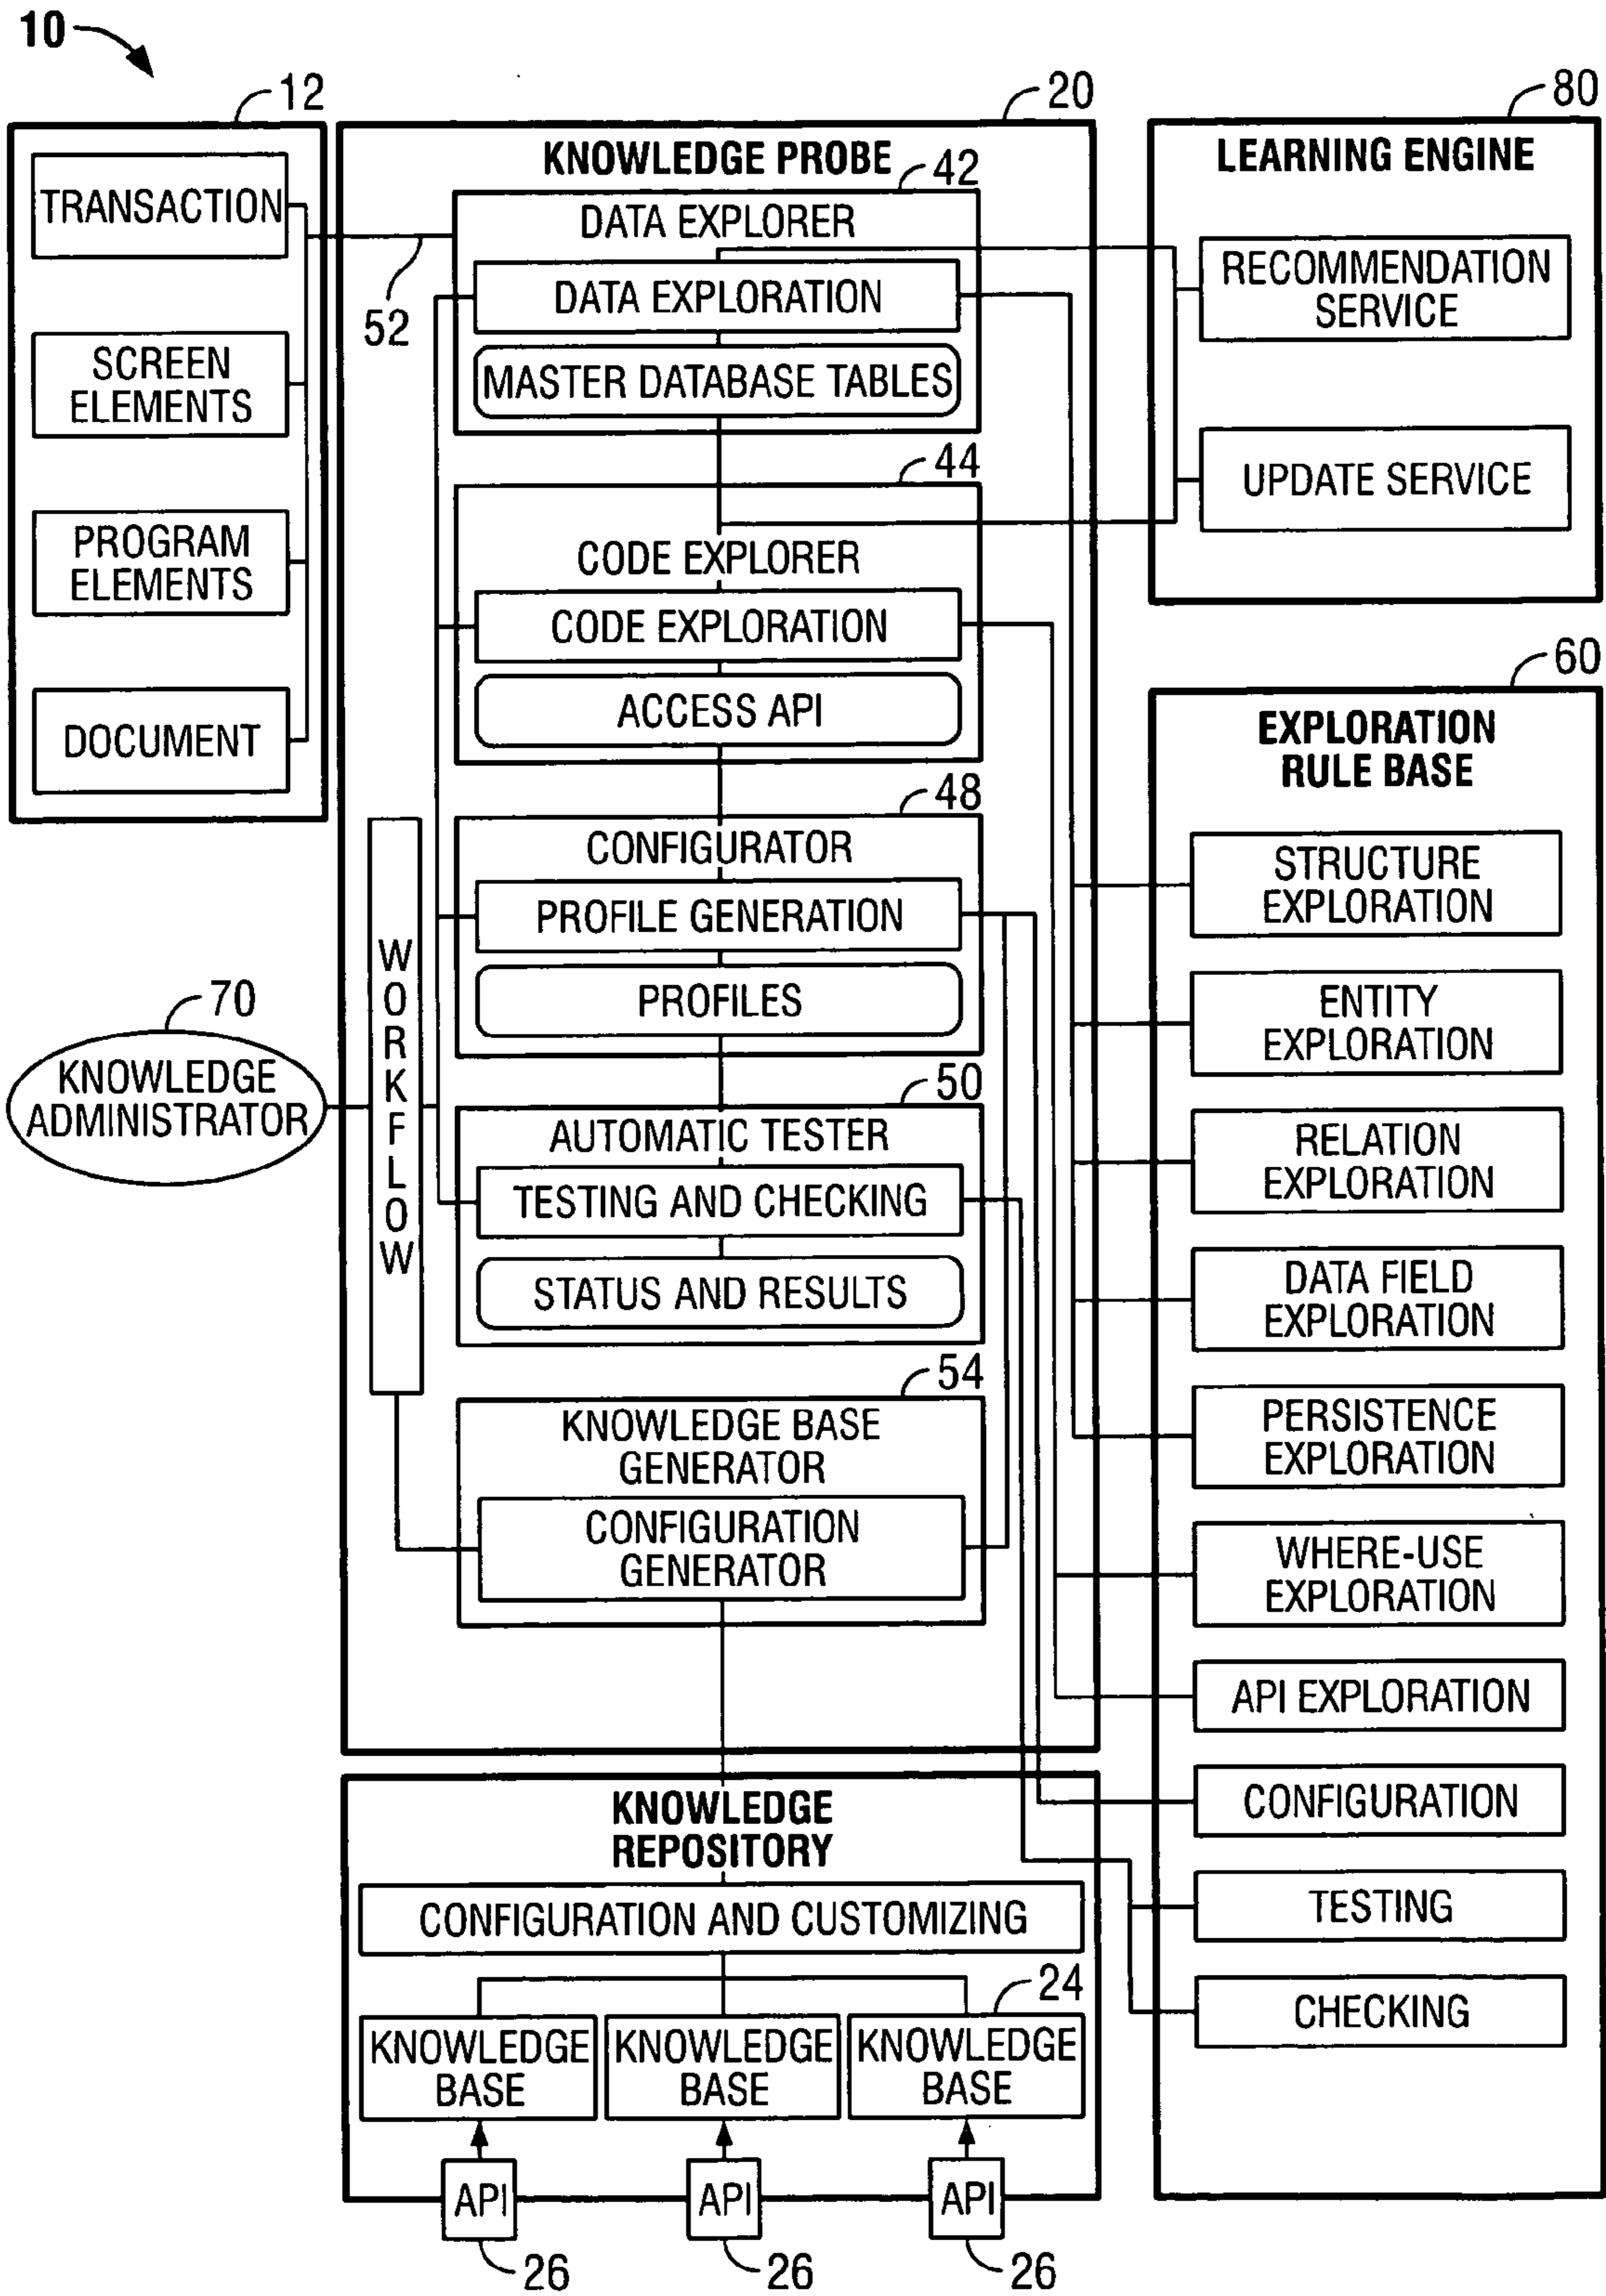 10
12
TRANSACTION
SCREEN
ELEMENTS
PROGRAM
ELEMENTS
DOCUMENT
52
70
KNOWLEDGE
ADMINISTRATOR
20
KNOWLEDGE PROBE
WORKFLOW
42
DATA EXPLORER
DATA EXPLORATION
MASTER DATABASE TABLES
44
CODE EXPLORER
CODE EXPLORATION
ACCESS API
48
CONFIGURATOR
PROFILE GENERATION
PROFILES
50
AUTOMATIC TESTER
TESTING AND CHECKING
STATUS AND RESULTS
54
KNOWLEDGE BASE
GENERATOR
CONFIGURATION
GENERATOR
KNOWLEDGE
REPOSITORY
CONFIGURATION AND CUSTOMIZING
24
KNOWLEDGE
BASE
KNOWLEDGE
BASE
KNOWLEDGE
BASE
API
API
API
26
26
26
80
LEARNING ENGINE
RECOMMENDATION
SERVICE
UPDATE SERVICE
60
EXPLORATION
RULE BASE
STRUCTURE
EXPLORATION
ENTITY
EXPLORATION
RELATION
EXPLORATION
DATA FIELD
EXPLORATION
PERSISTENCE
EXPLORATION
WHERE-USE
EXPLORATION
API EXPLORATION
CONFIGURATION
TESTING
CHECKING